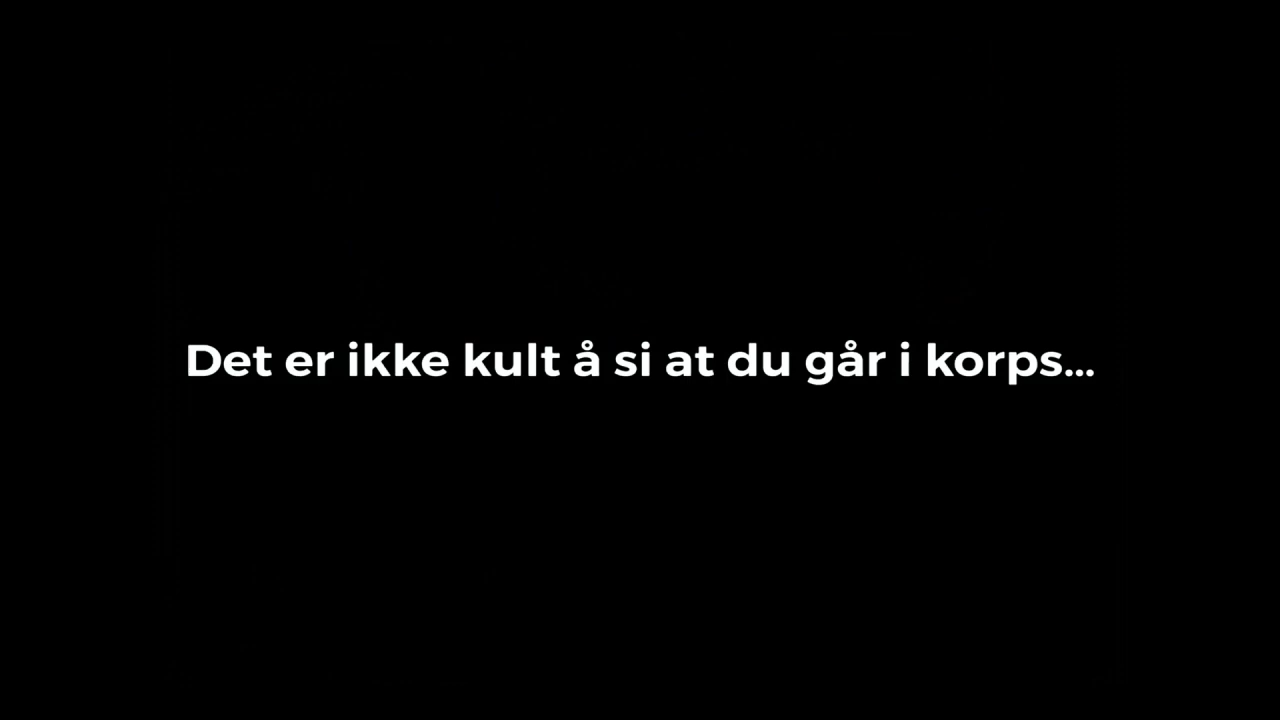 Det er ikke kult å si at du går i korps...